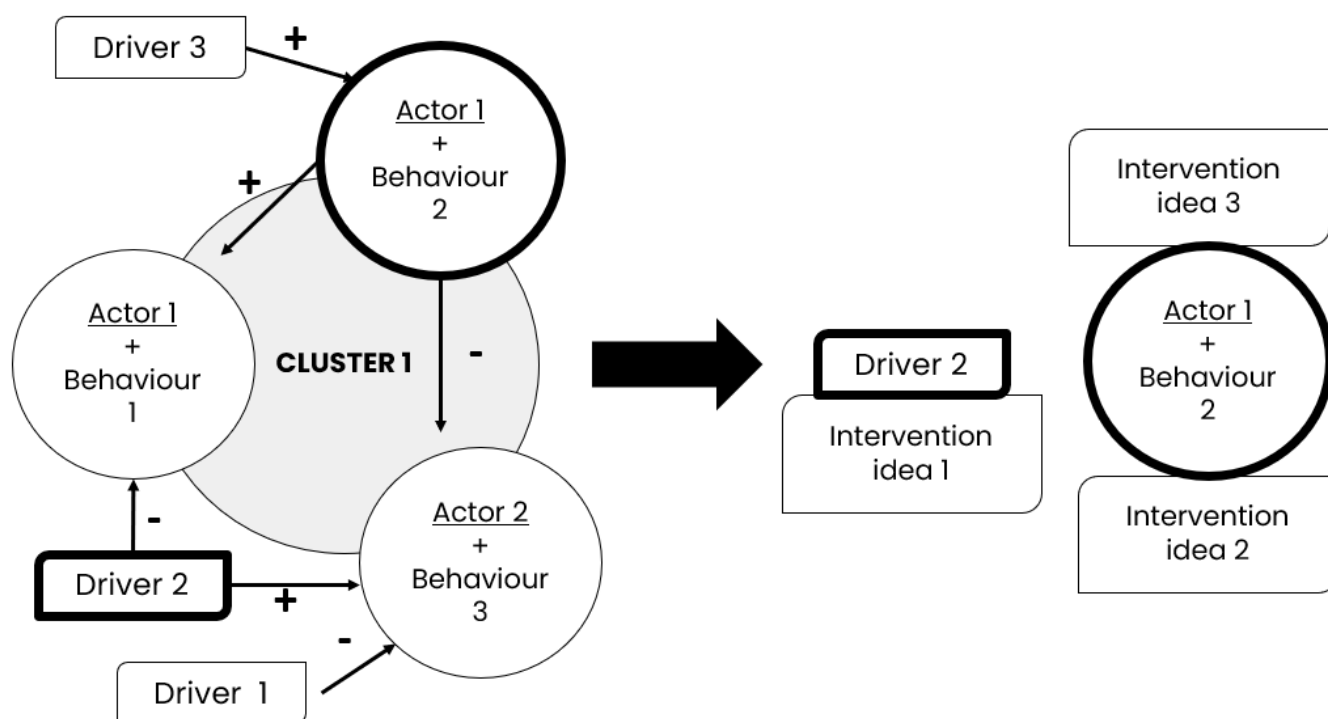 Driver 3
+
Actor 1
+
Behaviour
2
+
Actor 1
+
Behaviour
1
CLUSTER 1
-
-
Driver 2
+
Actor 2
+
Behaviour
3
-
Driver 1
Driver 2
Intervention
idea 1
Intervention
idea 3
Actor 1
+
Behaviour
2
Intervention
idea 2